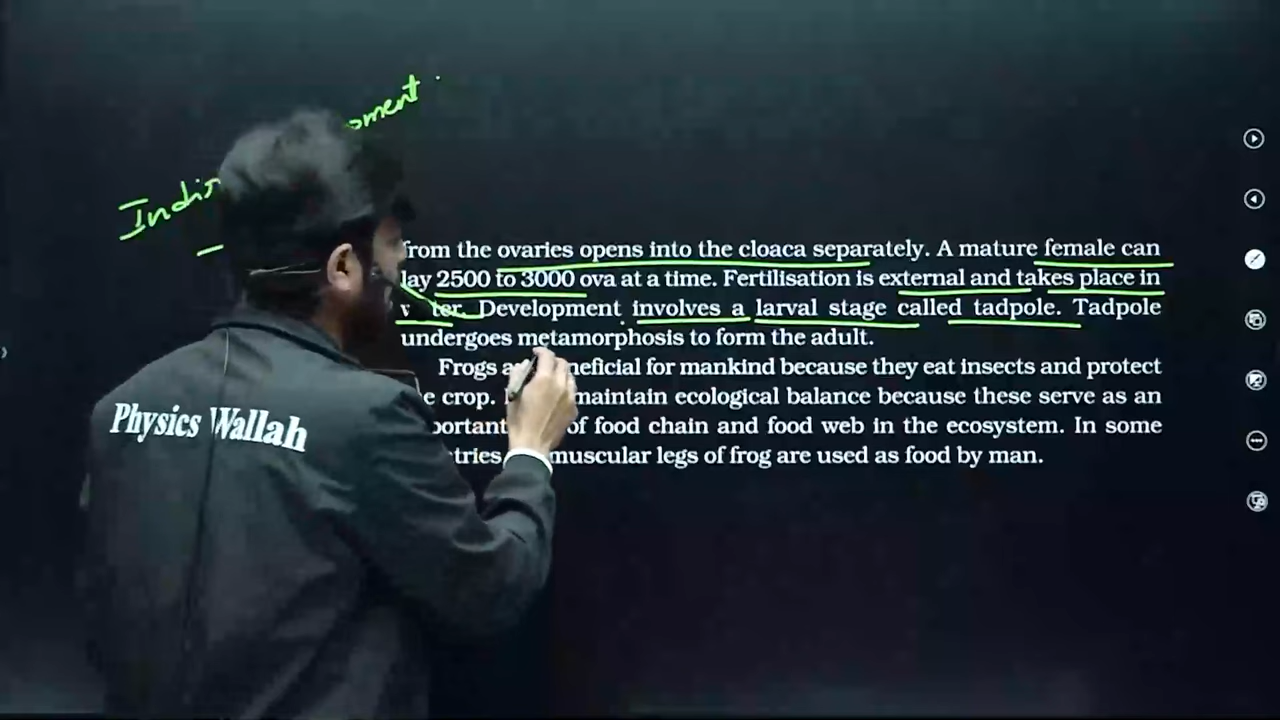 oment
Indir
from the ovaries opens into the cloaca separately. A mature female can
lay 2500 to 3000 ova at a time. Fertilisation is external and takes place in
ter. Development involves a larval stage called tadpole. Tadpole
undergoes metamorphosis to form the adult.
Frogs a neficial for mankind because they eat insects and protect
e crop. maintain ecological balance because these serve as an
portant of food chain and food web in the ecosystem. In some
tries muscular legs of frog are used as food by man.
Physics Wallah